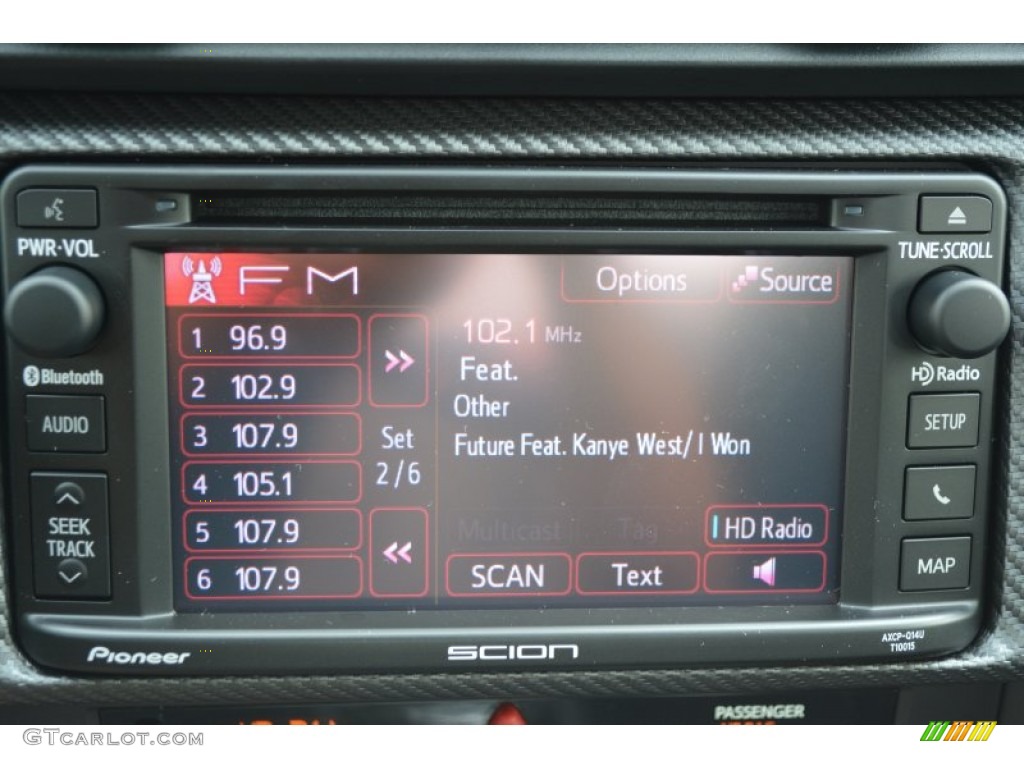 PWR·VOL
TUNE·SCROLL
FM
Options
Source
1 96.9
2 102.9
3 107.9
4 105.1
5 107.9
6 107.9
>>
Set
2/6
<<
102.1 MHz
Feat.
Other
Future Feat. Kanye West/ I Won
Multicast
Tag
HD Radio
SCAN
Text
Bluetooth
AUDIO
SEEK
TRACK
HD Radio
SETUP
MAP
Pioneer
SCION
AXCP-014U
T10015
PASSENGER
GTCARLOT.COM